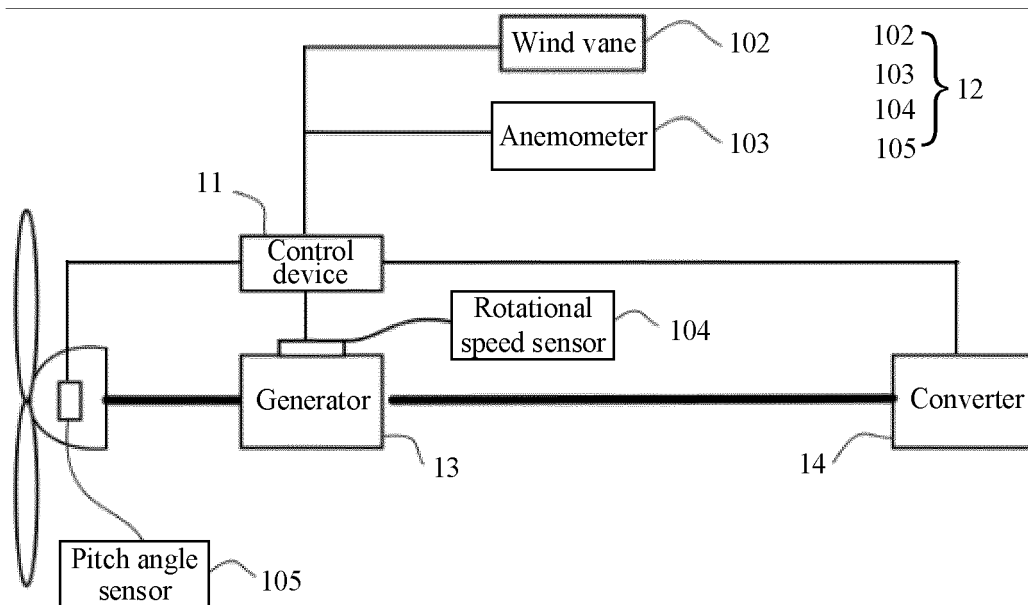 Wind vane
102
Anemometer
103
102
103
104
105
12
11
Control
device
Rotational
speed sensor
104
Generator
13
Converter
14
Pitch angle
sensor
105